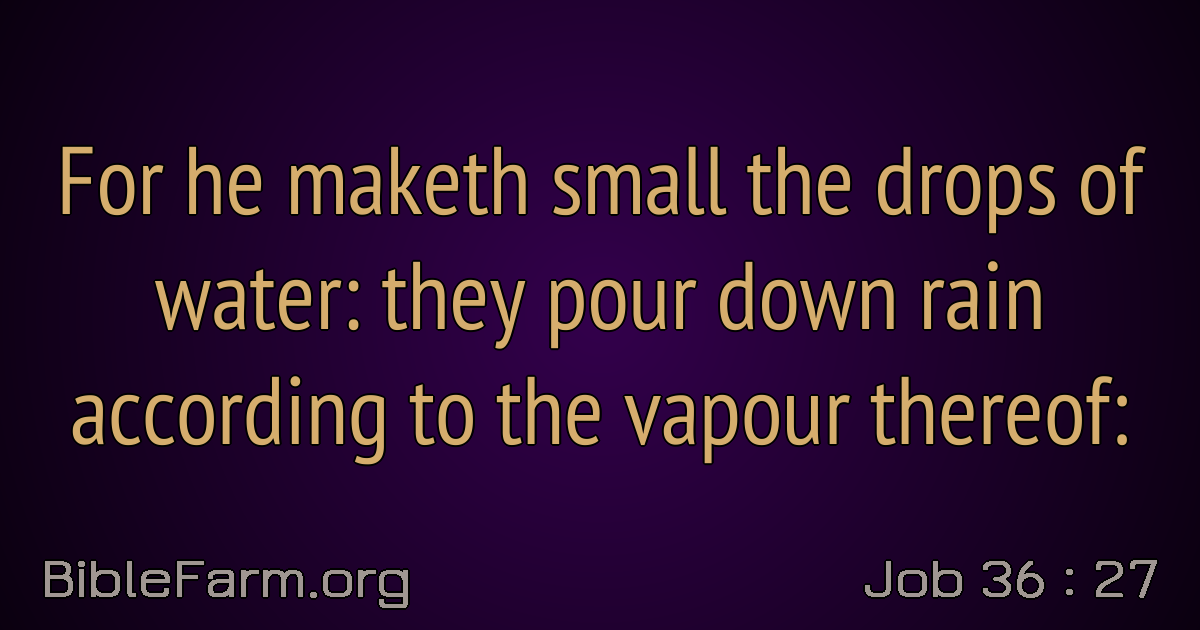 For he maketh small the drops of
water: they pour down rain
according to the vapour thereof:
BibleFarm.org
Job 36 : 27